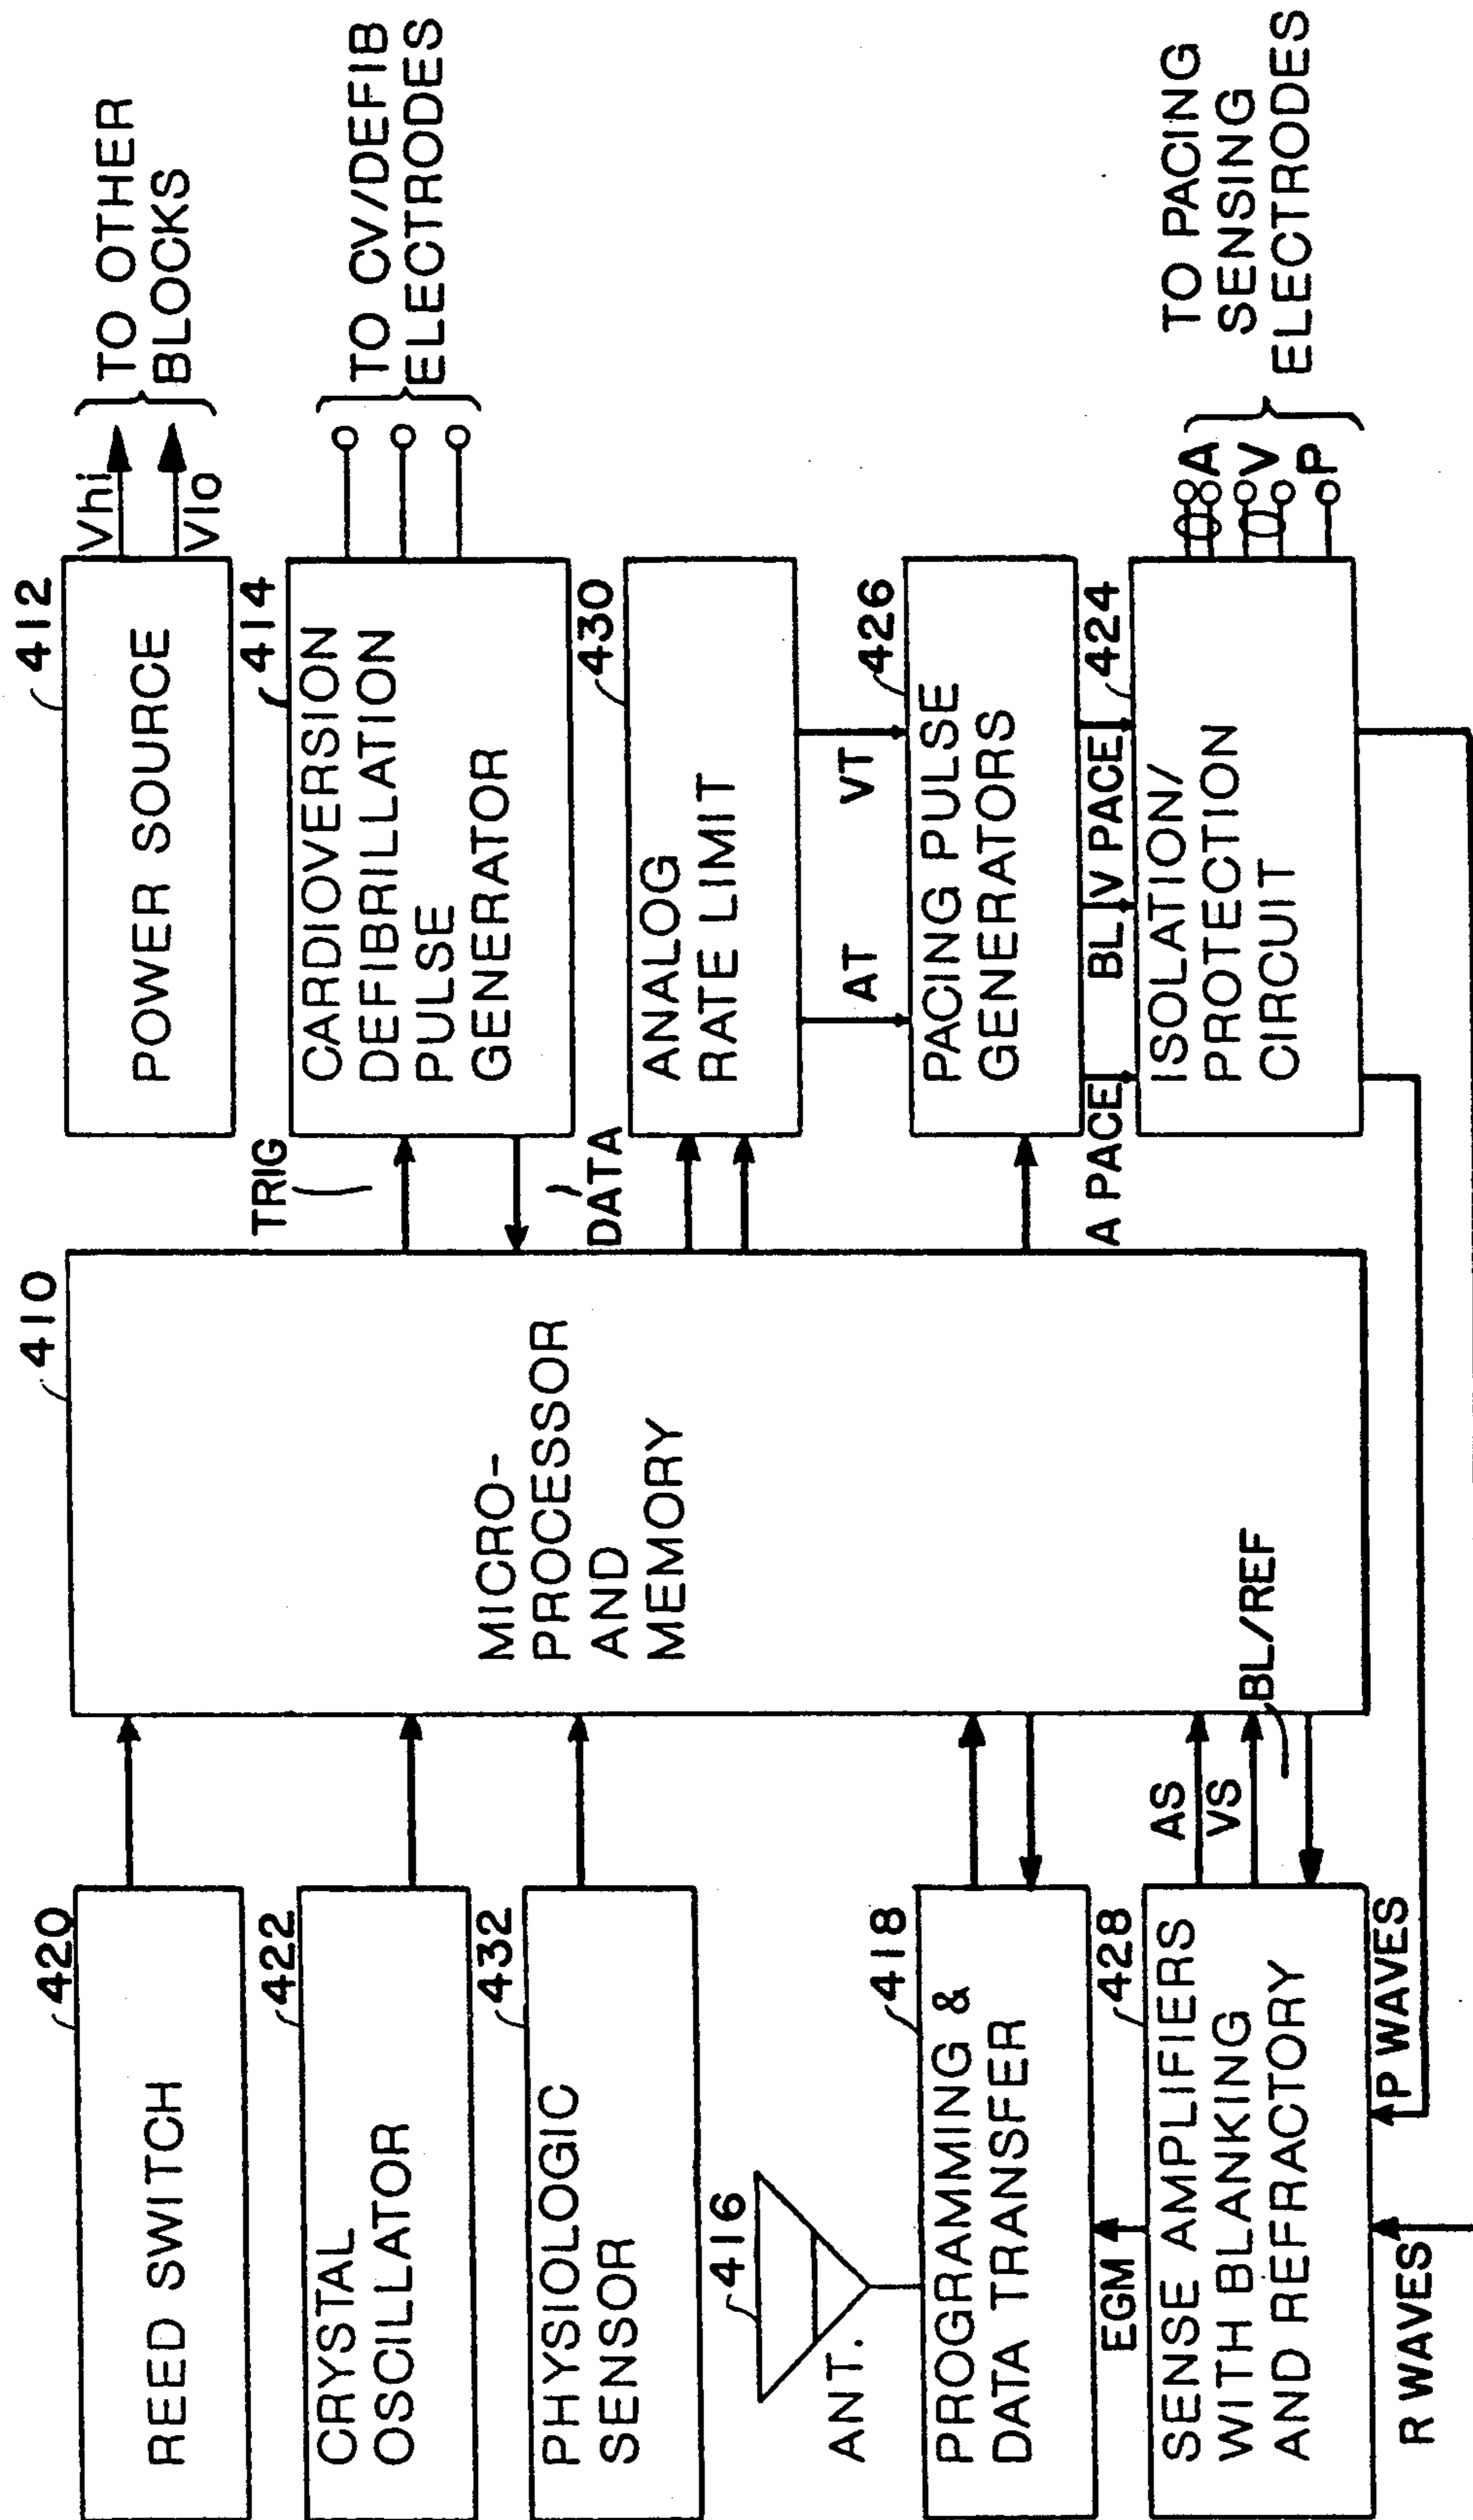 420
REED SWITCH
422
CRYSTAL
OSCILLATOR
432
PHYSIOLOGIC
SENSOR
416
ANT.
418
PROGRAMMING &
DATA TRANSFER
EGM
428
SENSE AMPLIFIERS
WITH BLANKING
AND REFRACTORY
R WAVES
P WAVES
AS
VS
BL/REF
410
MICRO-
PROCESSOR
AND
MEMORY
TRIG
DATA
412
POWER SOURCE
Vhi
Vlo
TO OTHER
BLOCKS
414
CARDIOVERSION
DEFIBRILLATION
PULSE
GENERATOR
TO CV/DEFIB
ELECTRODES
430
ANALOG
RATE LIMIT
AT
VT
426
PACING PULSE
GENERATORS
A PACE
BL
V PACE
424
ISOLATION/
PROTECTION
CIRCUIT
A
V
P
TO PACING
SENSING
ELECTRODES